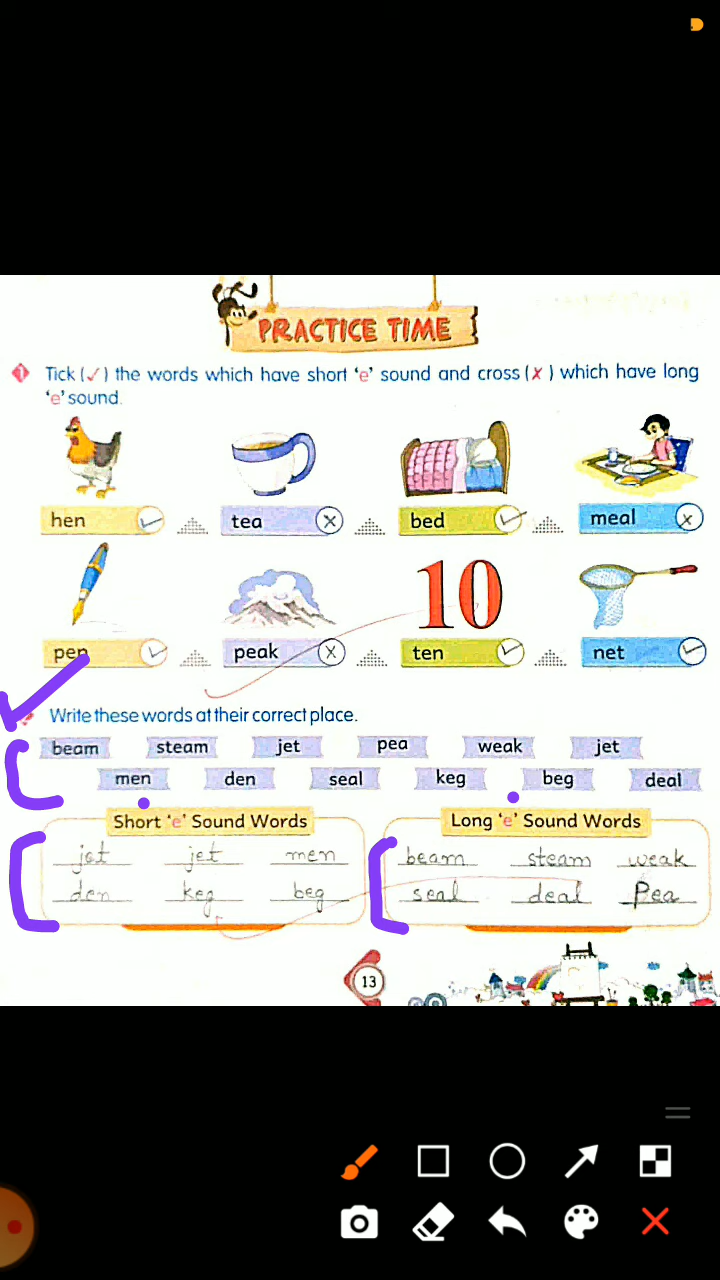 PRACTICE TIME
1 Tick (✓) the words which have short 'e' sound and cross (✗) which have long
'e' sound.
hen ✓ tea ✗ bed ✓ meal ✗
pen ✓ peak ✗ 10 ten ✓ net ✓
Write these words at their correct place.
beam steam jet pea weak jet
men den seal keg beg deal
Short 'e' Sound Words Long 'e' Sound Words
jet jet men beam steam weak
den keg beg seal deal Pea
13